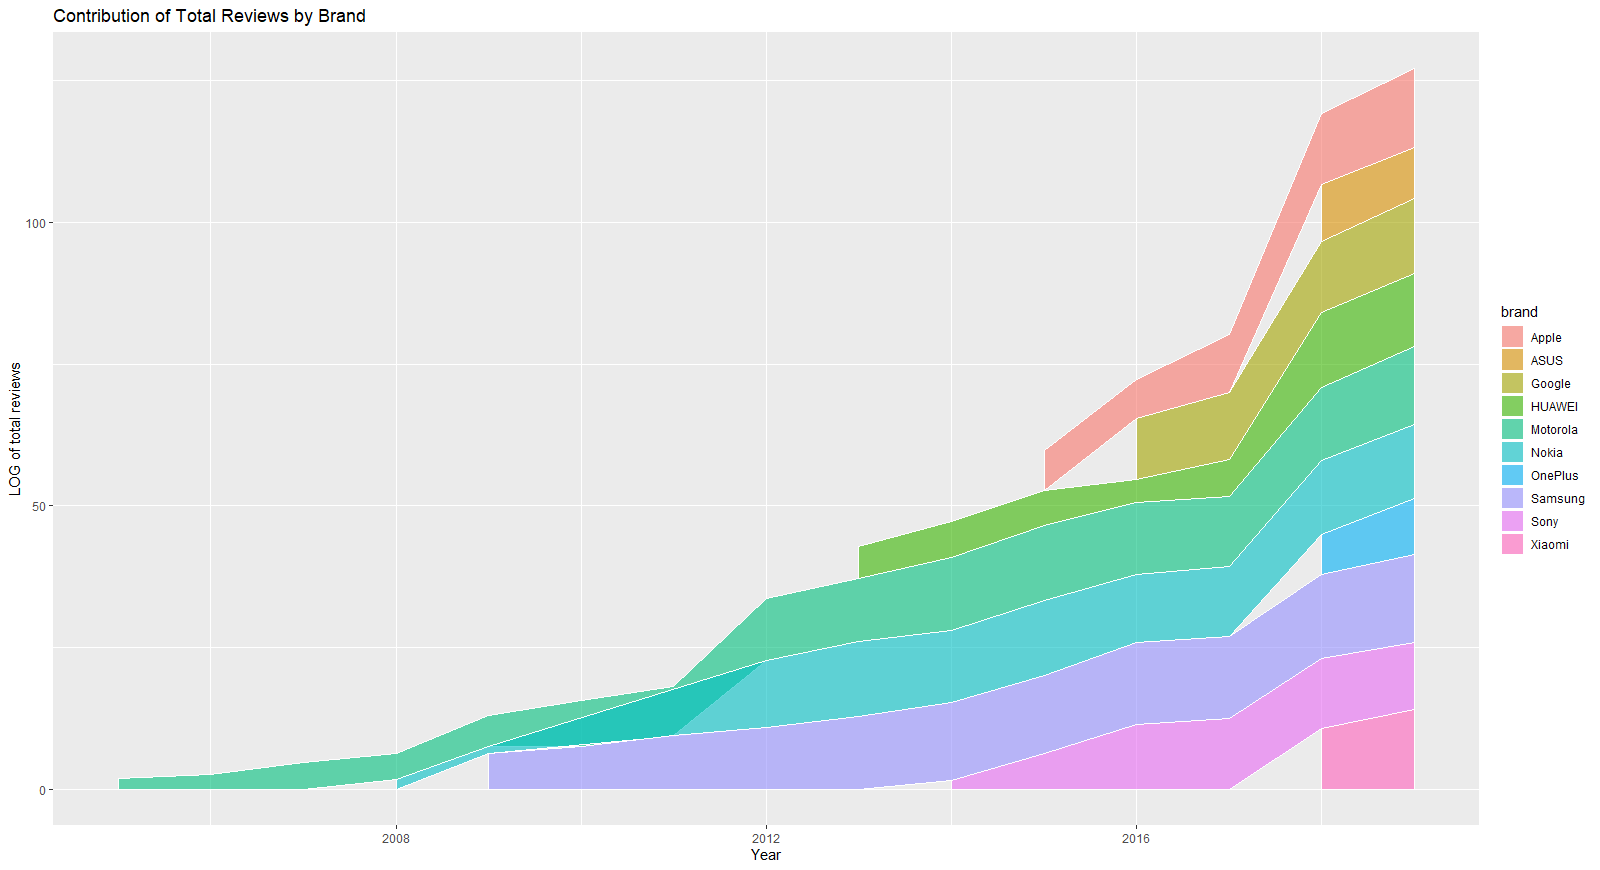 Contribution of Total Reviews by Brand
LOG of total reviews
100
50
0
2008
2012
2016
Year
brand
Apple
ASUS
Google
HUAWEI
Motorola
Nokia
OnePlus
Samsung
Sony
Xiaomi